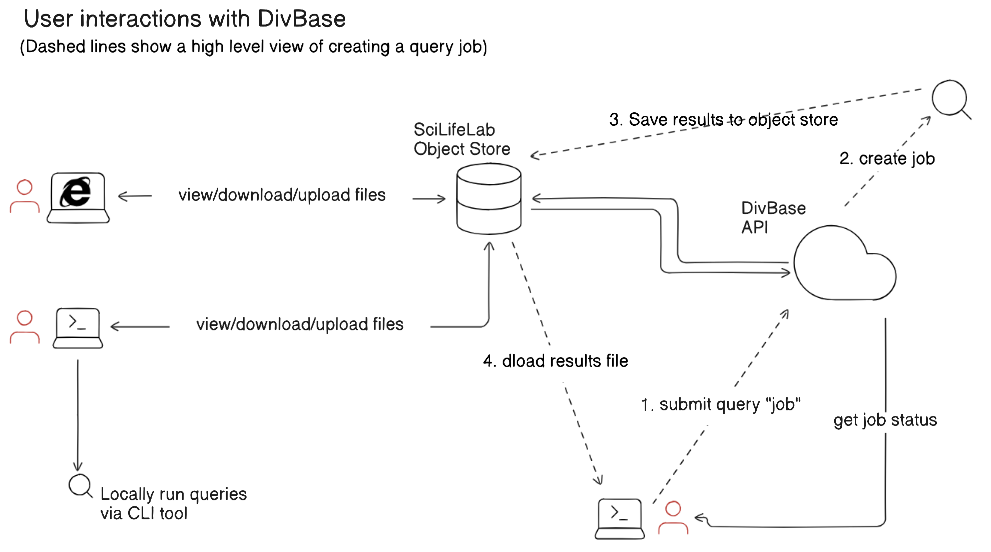 User interactions with DivBase
(Dashed lines show a high level view of creating a query job)
SciLifeLab
Object Store
3. Save results to object store
2. create job
view/download/upload files
DivBase
API
>_
view/download/upload files
4. dload results file
1. submit query "job"
get job status
Locally run queries
via CLI tool
>_